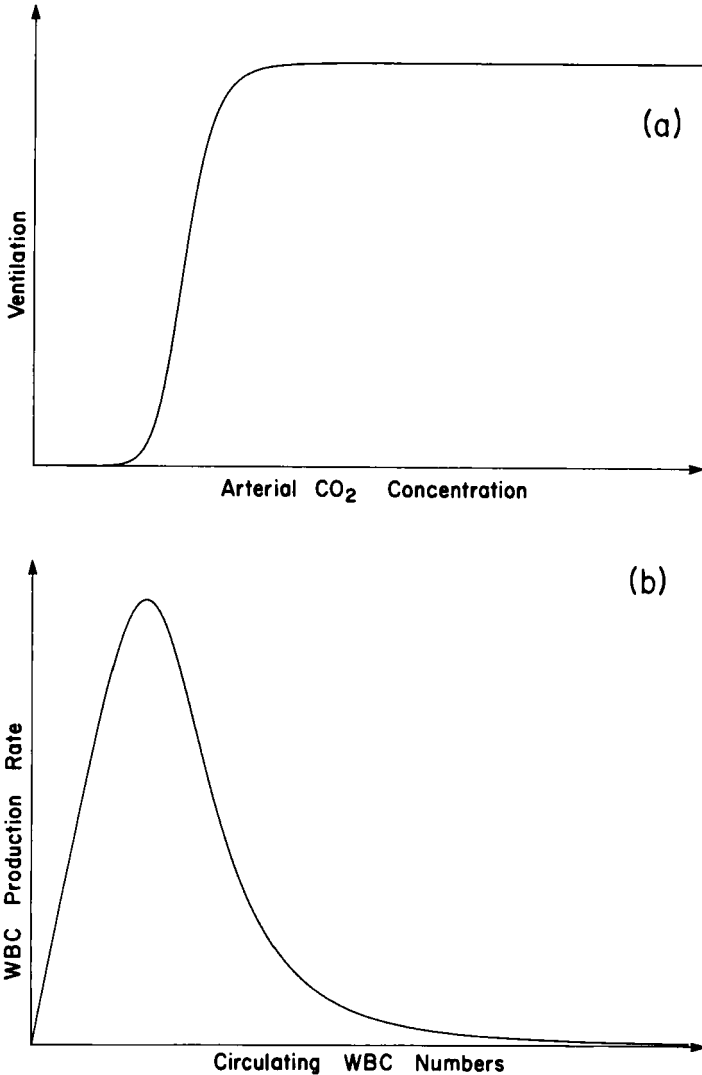 (a)
Ventilation
Arterial CO₂ Concentration
(b)
WBC Production Rate
Circulating WBC Numbers